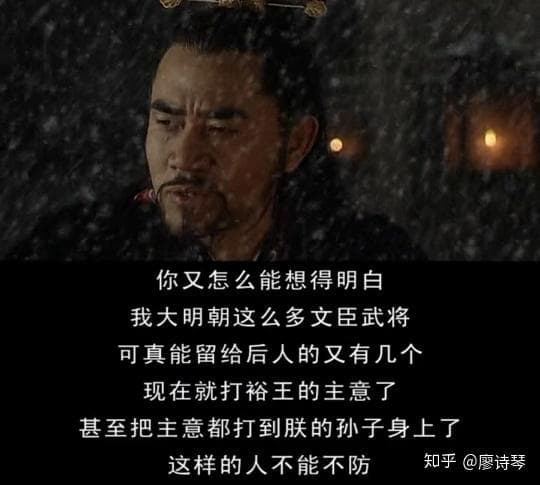 你又怎么能想得明白
我大明朝这么多文臣武将
可真能留给后人的又有几个
现在就打裕王的主意了
甚至把主意都打到朕的孙子身上了
这样的人不能不防
知乎 @廖诗琴